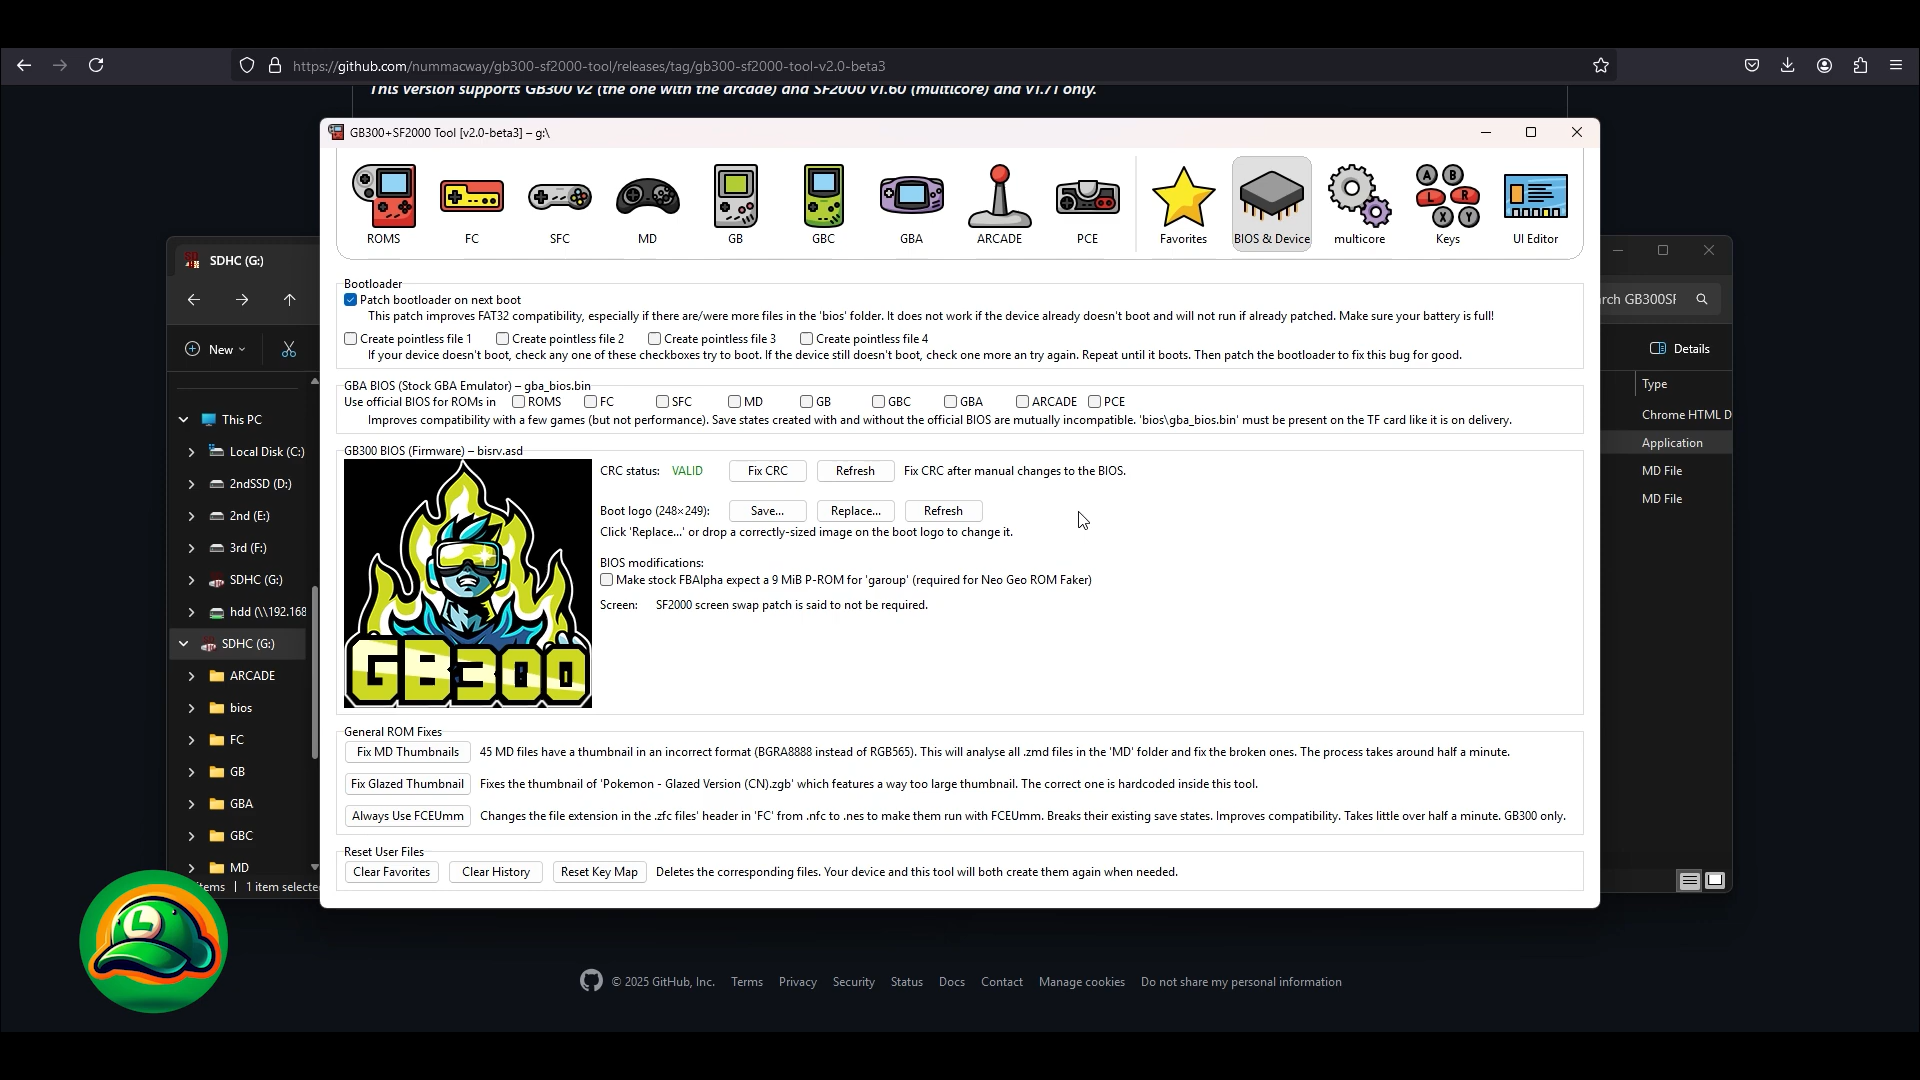 https://github.com/nummacway/gb300-sf2000-tool/releases/tag/gb300-sf2000-tool-v2.0-beta3
This version supports GB300 v2 (the one with the arcade) and SF2000 v1.60 (multicore) and v1.71 only.
GB300+SF2000 Tool [v2.0-beta3] – g:\
ROMS FC SFC MD GB GBC GBA ARCADE PCE Favorites BIOS & Device multicore Keys UI Editor
A B L R X Y
SDHC (G:)
New
Details
Type
Chrome HTML D
Application
MD File
MD File
This PC
Local Disk (C:)
2ndSSD (D:)
2nd (E:)
3rd (F:)
SDHC (G:)
hdd (\\192.168
SDHC (G:)
ARCADE
bios
FC
GB
GBA
GBC
MD
1 item selecte
Bootloader
Patch bootloader on next boot
This patch improves FAT32 compatibility, especially if there are/were more files in the 'bios' folder. It does not work if the device already doesn't boot and will not run if already patched. Make sure your battery is full!
Create pointless file 1 Create pointless file 2 Create pointless file 3 Create pointless file 4
If your device doesn't boot, check any one of these checkboxes try to boot. If the device still doesn't boot, check one more an try again. Repeat until it boots. Then patch the bootloader to fix this bug for good.
GBA BIOS (Stock GBA Emulator) – gba_bios.bin
Use official BIOS for ROMs in ROMS FC SFC MD GB GBC GBA ARCADE PCE
Improves compatibility with a few games (but not performance). Save states created with and without the official BIOS are mutually incompatible. 'bios\gba_bios.bin' must be present on the TF card like it is on delivery.
GB300 BIOS (Firmware) – bisrv.asd
CRC status: VALID Fix CRC Refresh Fix CRC after manual changes to the BIOS.
Boot logo (248×249): Save... Replace... Refresh
Click 'Replace...' or drop a correctly-sized image on the boot logo to change it.
BIOS modifications:
Make stock FBAlpha expect a 9 MiB P-ROM for 'garoup' (required for Neo Geo ROM Faker)
Screen: SF2000 screen swap patch is said to not be required.
GB300
General ROM Fixes
Fix MD Thumbnails 45 MD files have a thumbnail in an incorrect format (BGRA8888 instead of RGB565). This will analyse all .zmd files in the 'MD' folder and fix the broken ones. The process takes around half a minute.
Fix Glazed Thumbnail Fixes the thumbnail of 'Pokemon - Glazed Version (CN).zgb' which features a way too large thumbnail. The correct one is hardcoded inside this tool.
Always Use FCEUmm Changes the file extension in the .zfc files' header in 'FC' from .nfc to .nes to make them run with FCEUmm. Breaks their existing save states. Improves compatibility. Takes little over half a minute. GB300 only.
Reset User Files
Clear Favorites Clear History Reset Key Map Deletes the corresponding files. Your device and this tool will both create them again when needed.
L
© 2025 GitHub, Inc. Terms Privacy Security Status Docs Contact Manage cookies Do not share my personal information